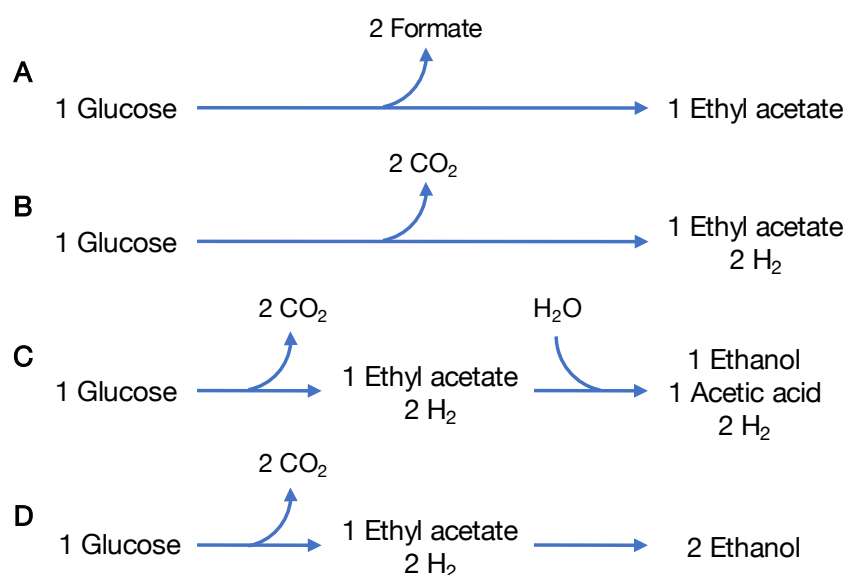 2 Formate
A
1 Glucose
1 Ethyl acetate
2 CO₂
B
1 Glucose
1 Ethyl acetate
2 H₂
2 CO₂
H₂O
C
1 Glucose
1 Ethyl acetate
2 H₂
1 Ethanol
1 Acetic acid
2 H₂
2 CO₂
D
1 Glucose
1 Ethyl acetate
2 H₂
2 Ethanol